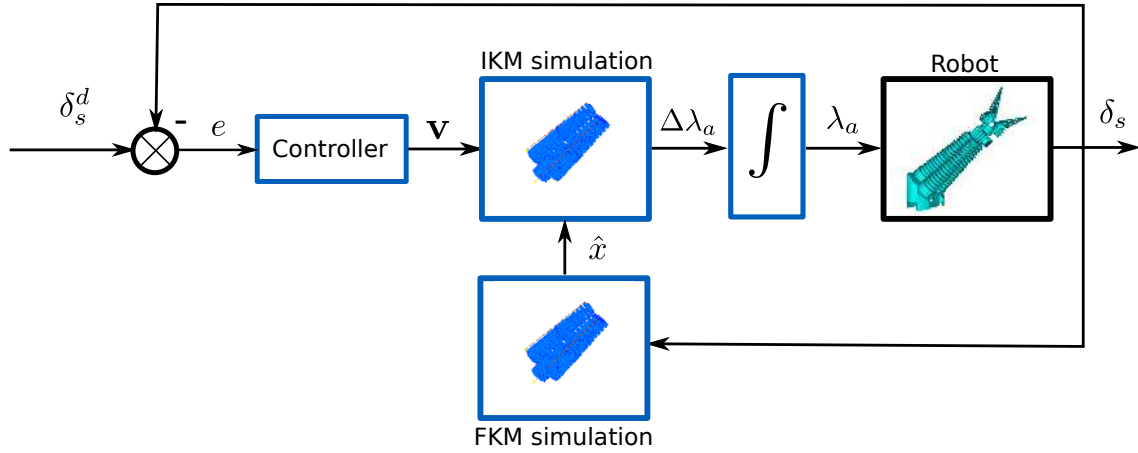 IKM simulation
Robot
δ_s^d
-
e
Controller
v
Δλ_a
∫
λ_a
δ_s
x̂
FKM simulation